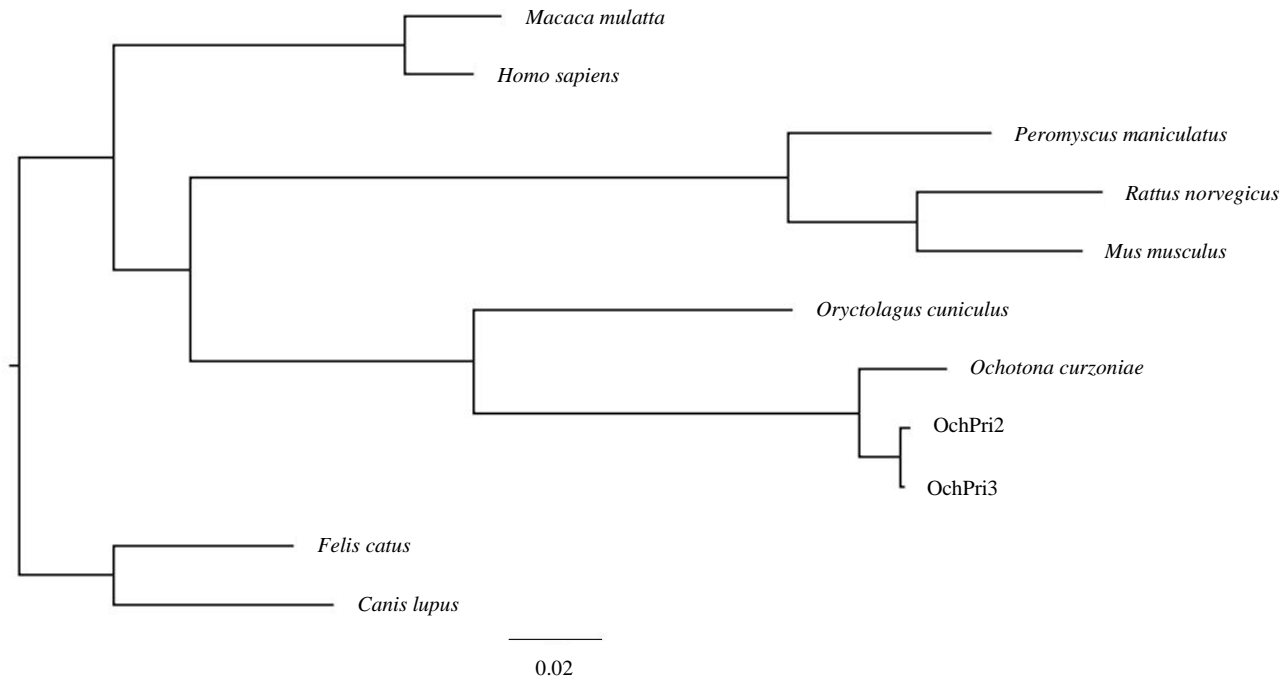 Macaca mulatta
Homo sapiens
Peromyscus maniculatus
Rattus norvegicus
Mus musculus
Oryctolagus cuniculus
Ochotona curzoniae
OchPri2
OchPri3
Felis catus
Canis lupus
0.02